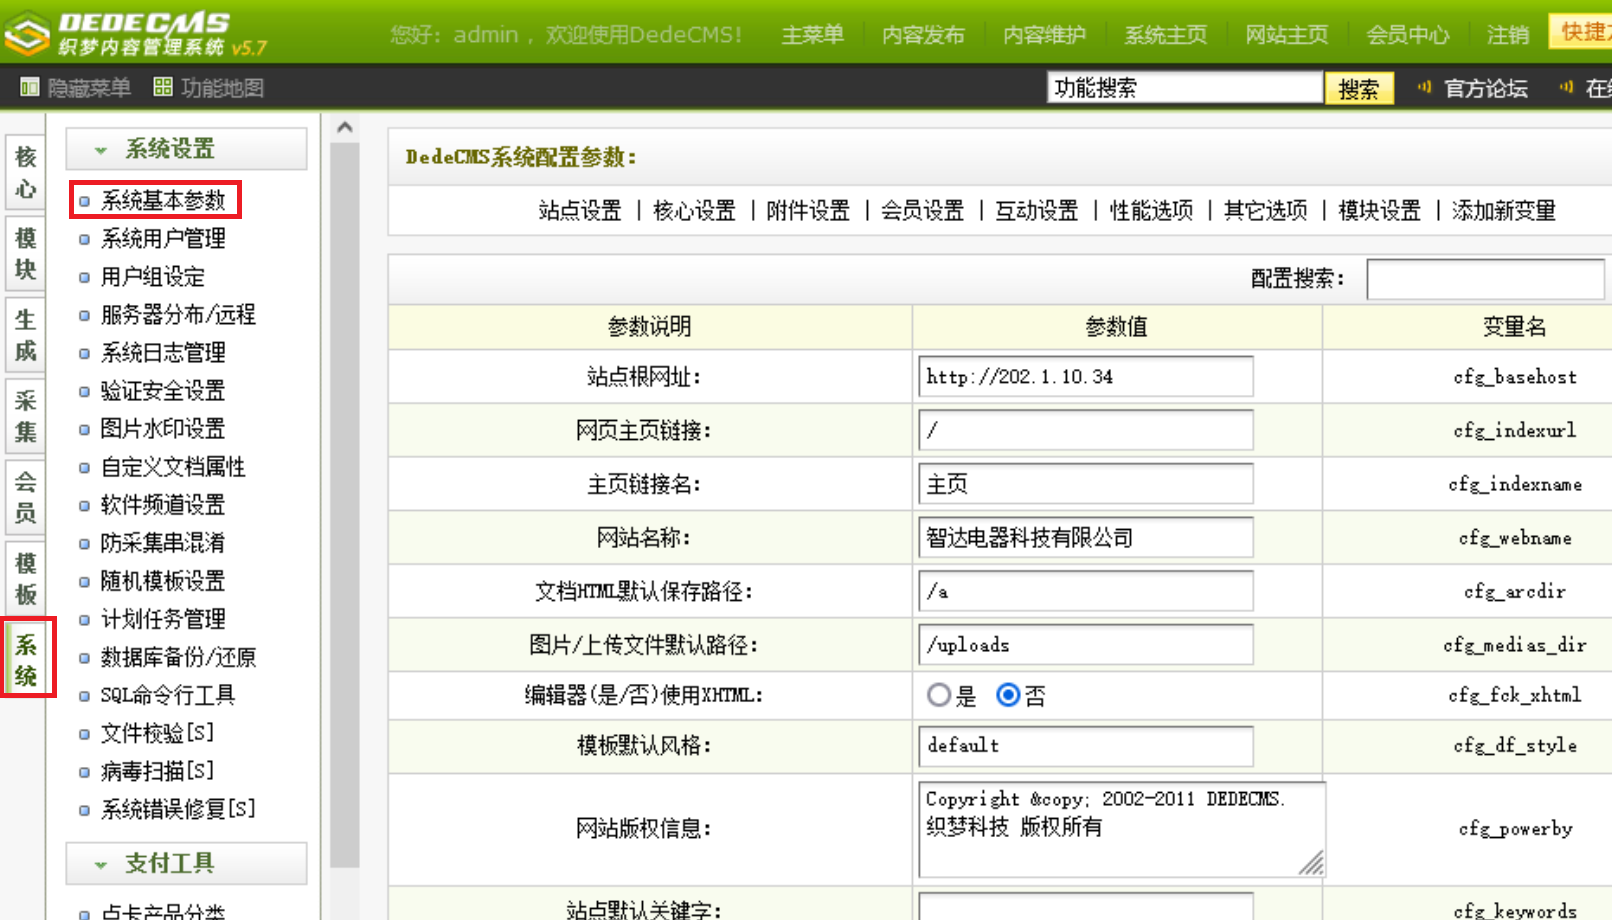 DEDECMS
织梦内容管理系统 v5.7
您好：admin ，欢迎使用DedeCMS！
主菜单 内容发布 内容维护 系统主页 网站主页 会员中心 注销 快捷
隐藏菜单 功能地图
功能搜索 搜索 官方论坛 在
核心
模块
生成
采集
会员
模板
系统
系统设置
系统基本参数
系统用户管理
用户组设定
服务器分布/远程
系统日志管理
验证安全设置
图片水印设置
自定义文档属性
软件频道设置
防采集串混淆
随机模板设置
计划任务管理
数据库备份/还原
SQL命令行工具
文件校验[S]
病毒扫描[S]
系统错误修复[S]
支付工具
点卡产品分类
DedeCMS系统配置参数：
站点设置 | 核心设置 | 附件设置 | 会员设置 | 互动设置 | 性能选项 | 其它选项 | 模块设置 | 添加新变量
配置搜索：
参数说明 参数值 变量名
站点根网址： http://202.1.10.34 cfg_basehost
网页主页链接： / cfg_indexurl
主页链接名： 主页 cfg_indexname
网站名称： 智达电器科技有限公司 cfg_webname
文档HTML默认保存路径： /a cfg_arcdir
图片/上传文件默认路径： /uploads cfg_medias_dir
编辑器(是/否)使用XHTML： 是 否 cfg_fck_xhtml
模板默认风格： default cfg_df_style
网站版权信息： Copyright &copy; 2002-2011 DEDECMS. cfg_powerby
织梦科技 版权所有
站点默认关键字： cfg_keywords